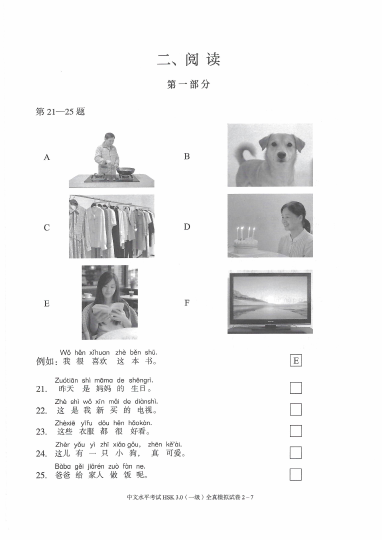 二、阅 读
第 一 部 分
第 21—25 题
A
B
C
D
E
F
Wǒ hěn xǐhuan zhè běn shū.
例如：我 很 喜欢 这 本 书。
E
Zuótiān shì māma de shēngrì.
21. 昨天 是 妈妈 的 生日。
Zhè shì wǒ xīn mǎi de diànshì.
22. 这 是 我 新 买 的 电视。
Zhèxiē yīfu dōu hěn hǎokàn.
23. 这些 衣服 都 很 好看。
Zhèr yǒu yì zhī xiǎo gǒu, zhēn kě'ài.
24. 这儿 有 一 只 小 狗， 真 可爱。
Bàba gěi jiārén zuò fàn ne.
25. 爸爸 给 家人 做 饭 呢。
中文水平考试 HSK 3.0（一级）全真模拟试卷 2－7